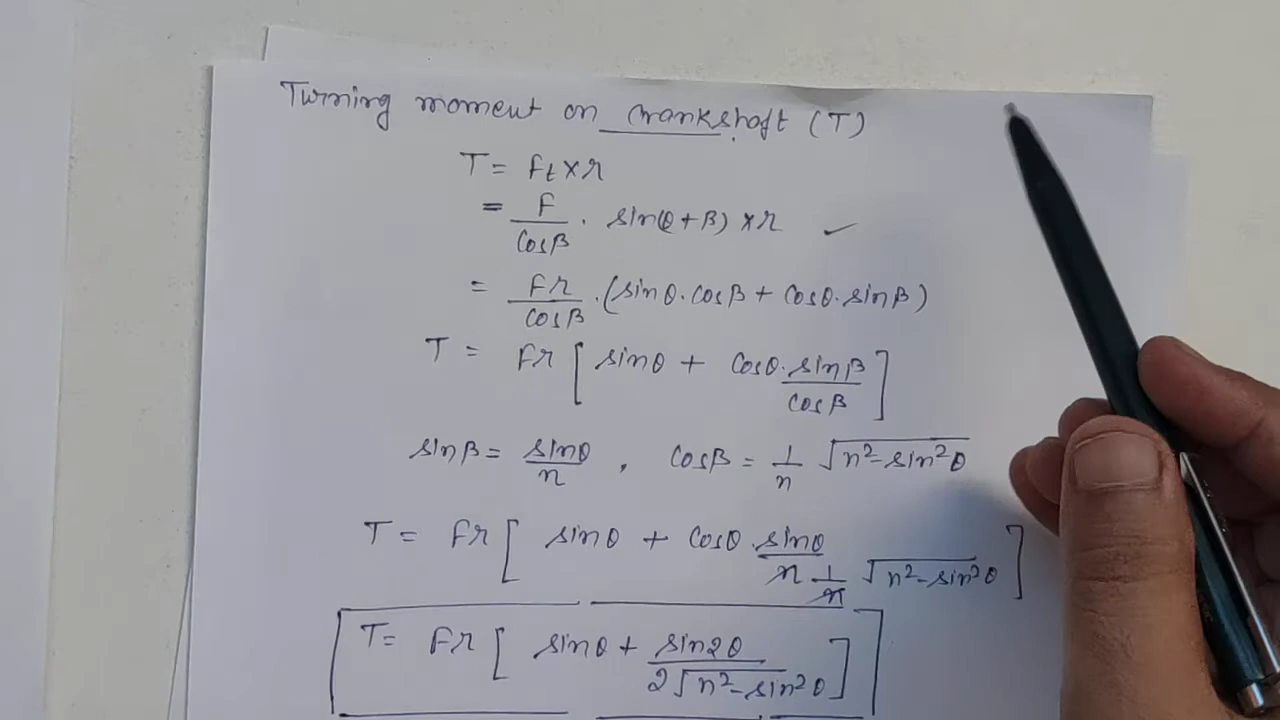 Turning moment on crankshaft (T)
T = Ft × r
= F/cosβ · sin(θ+β) × r ✓
= Fr/cosβ · (sinθ·cosβ + cosθ·sinβ)
T = Fr [ sinθ + cosθ·sinβ/cosβ ]
sinβ = sinθ/n , cosβ = 1/n √(n²-sin²θ)
T = Fr [ sinθ + cosθ · sinθ/(n · 1/n √(n²-sin²θ)) ]
T = Fr [ sinθ + sin2θ/(2√(n²-sin²θ)) ]